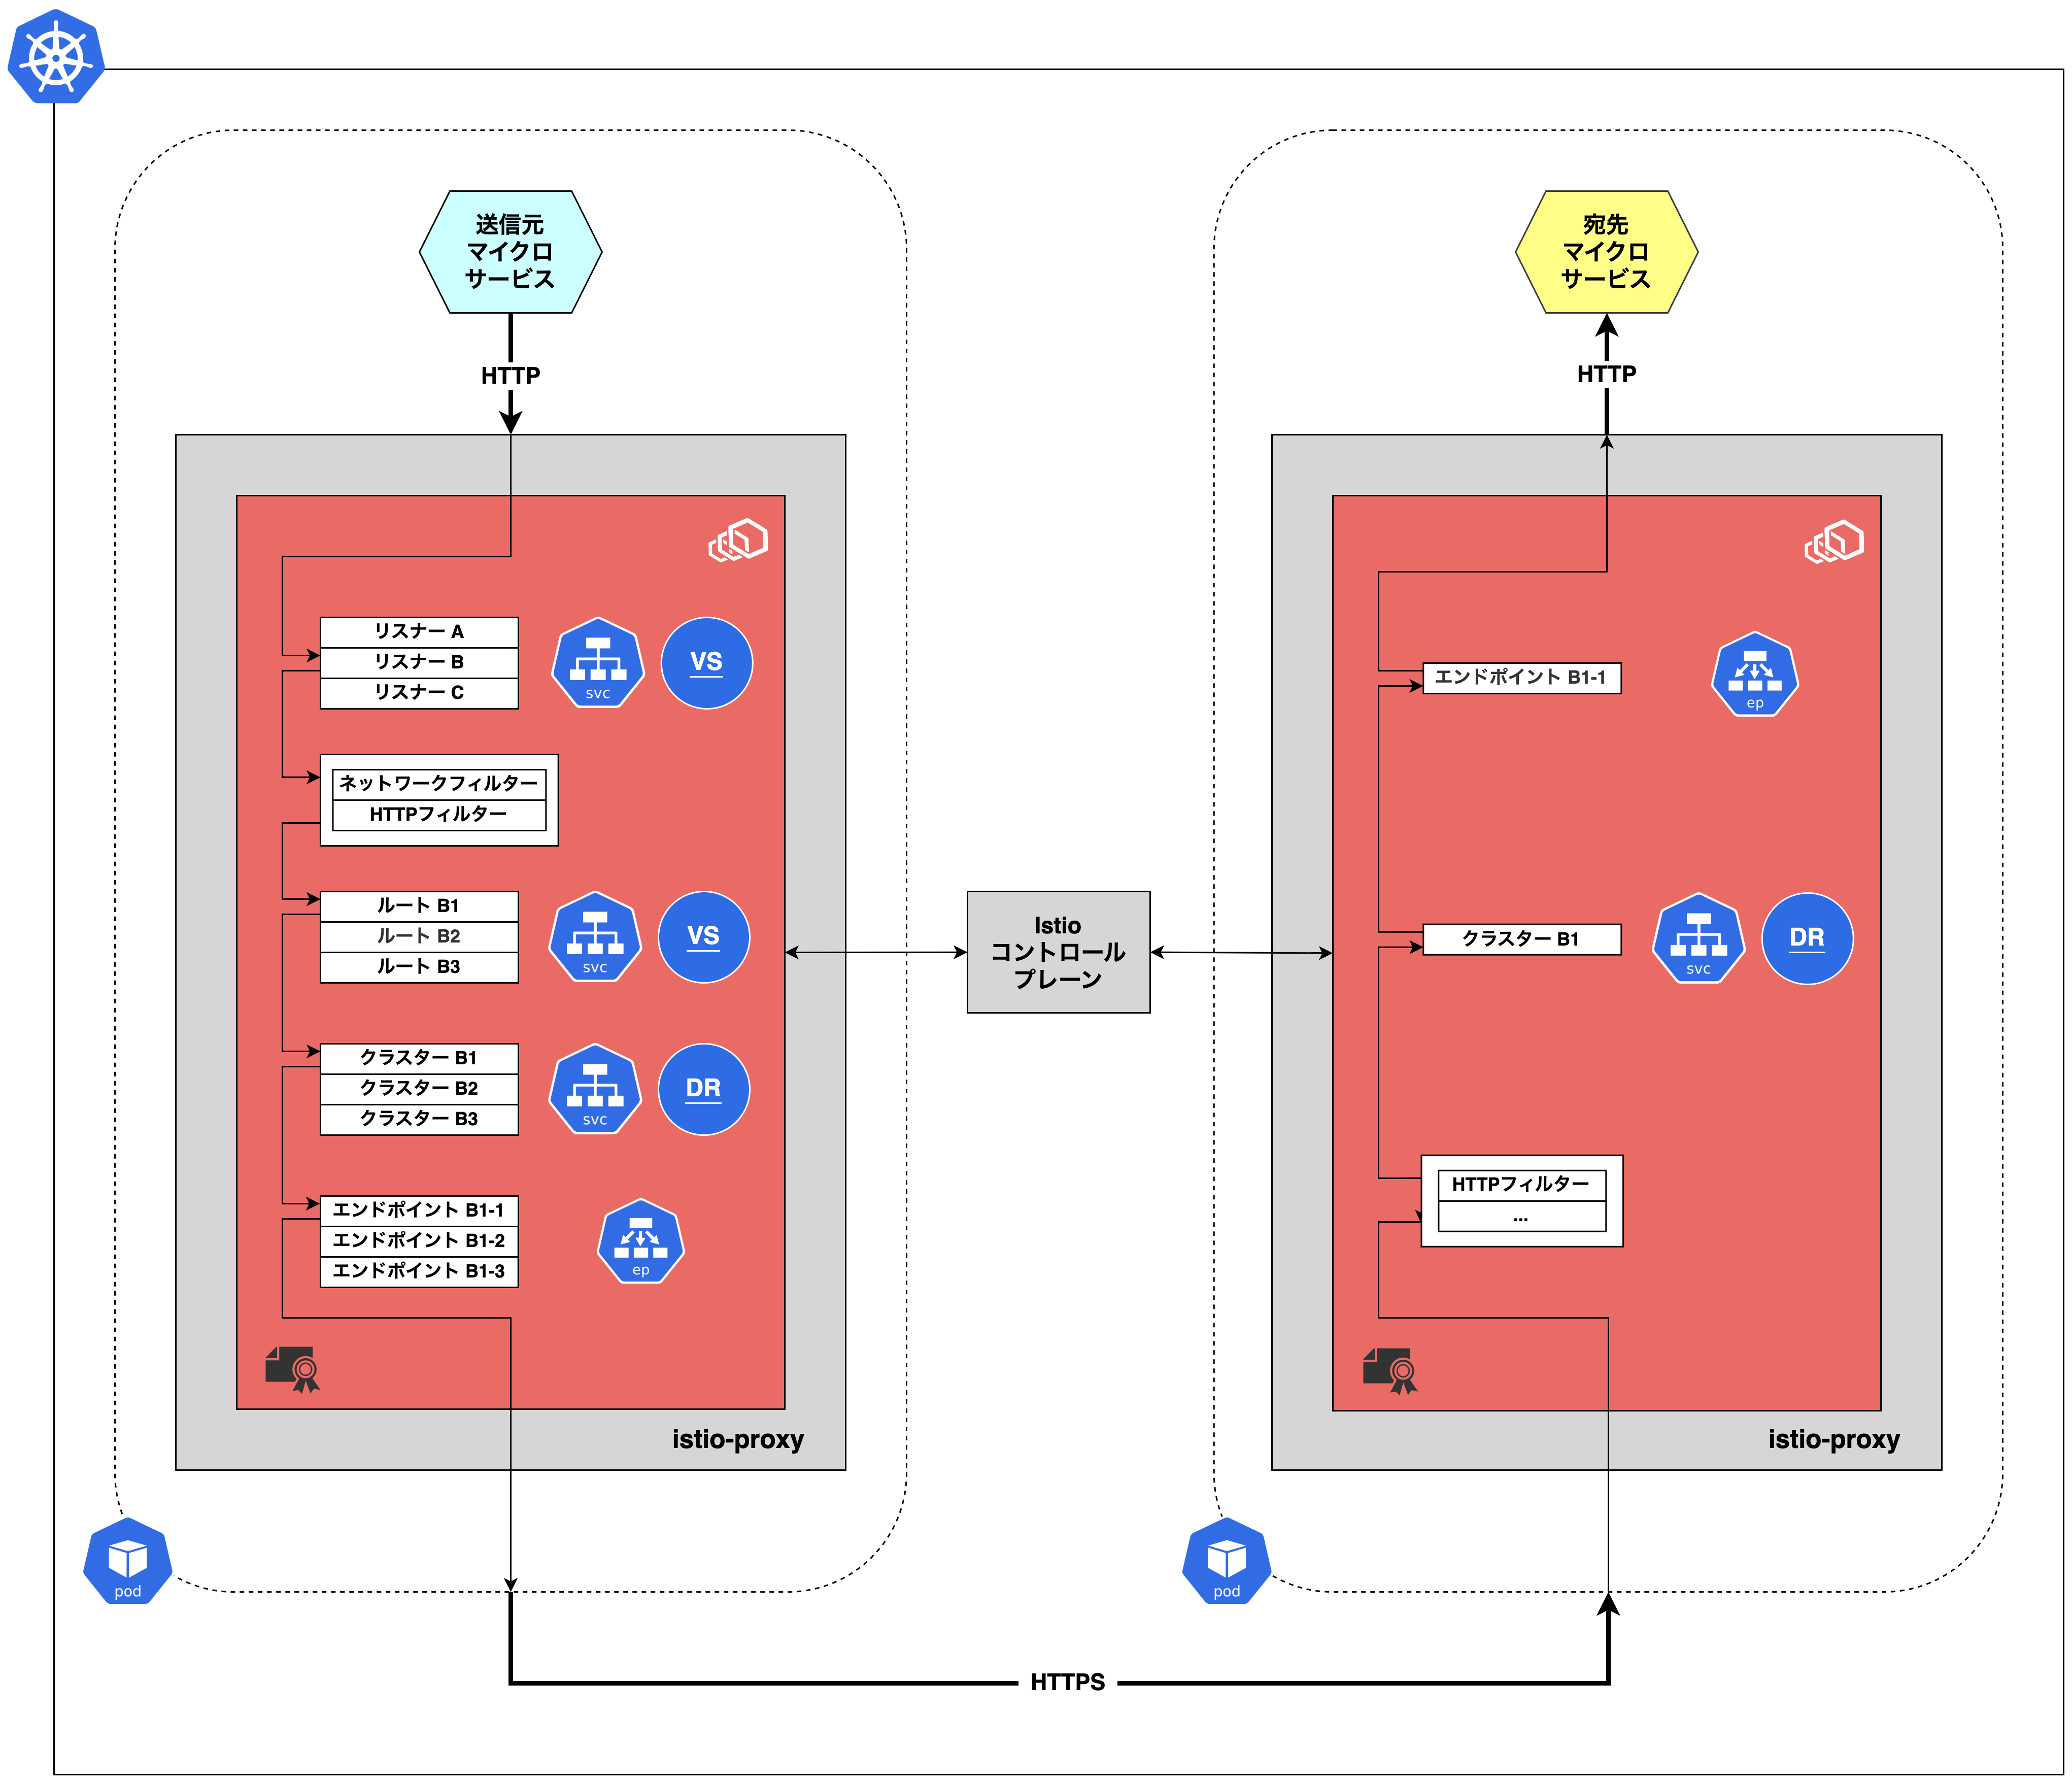 送信元
マイクロ
サービス
HTTP
リスナー A
リスナー B
リスナー C
svc
VS
ネットワークフィルター
HTTPフィルター
ルート B1
ルート B2
ルート B3
svc
VS
クラスター B1
クラスター B2
クラスター B3
svc
DR
エンドポイント B1-1
エンドポイント B1-2
エンドポイント B1-3
ep
istio-proxy
pod
Istio
コントロール
プレーン
HTTPS
宛先
マイクロ
サービス
HTTP
エンドポイント B1-1
ep
クラスター B1
svc
DR
HTTPフィルター
...
istio-proxy
pod